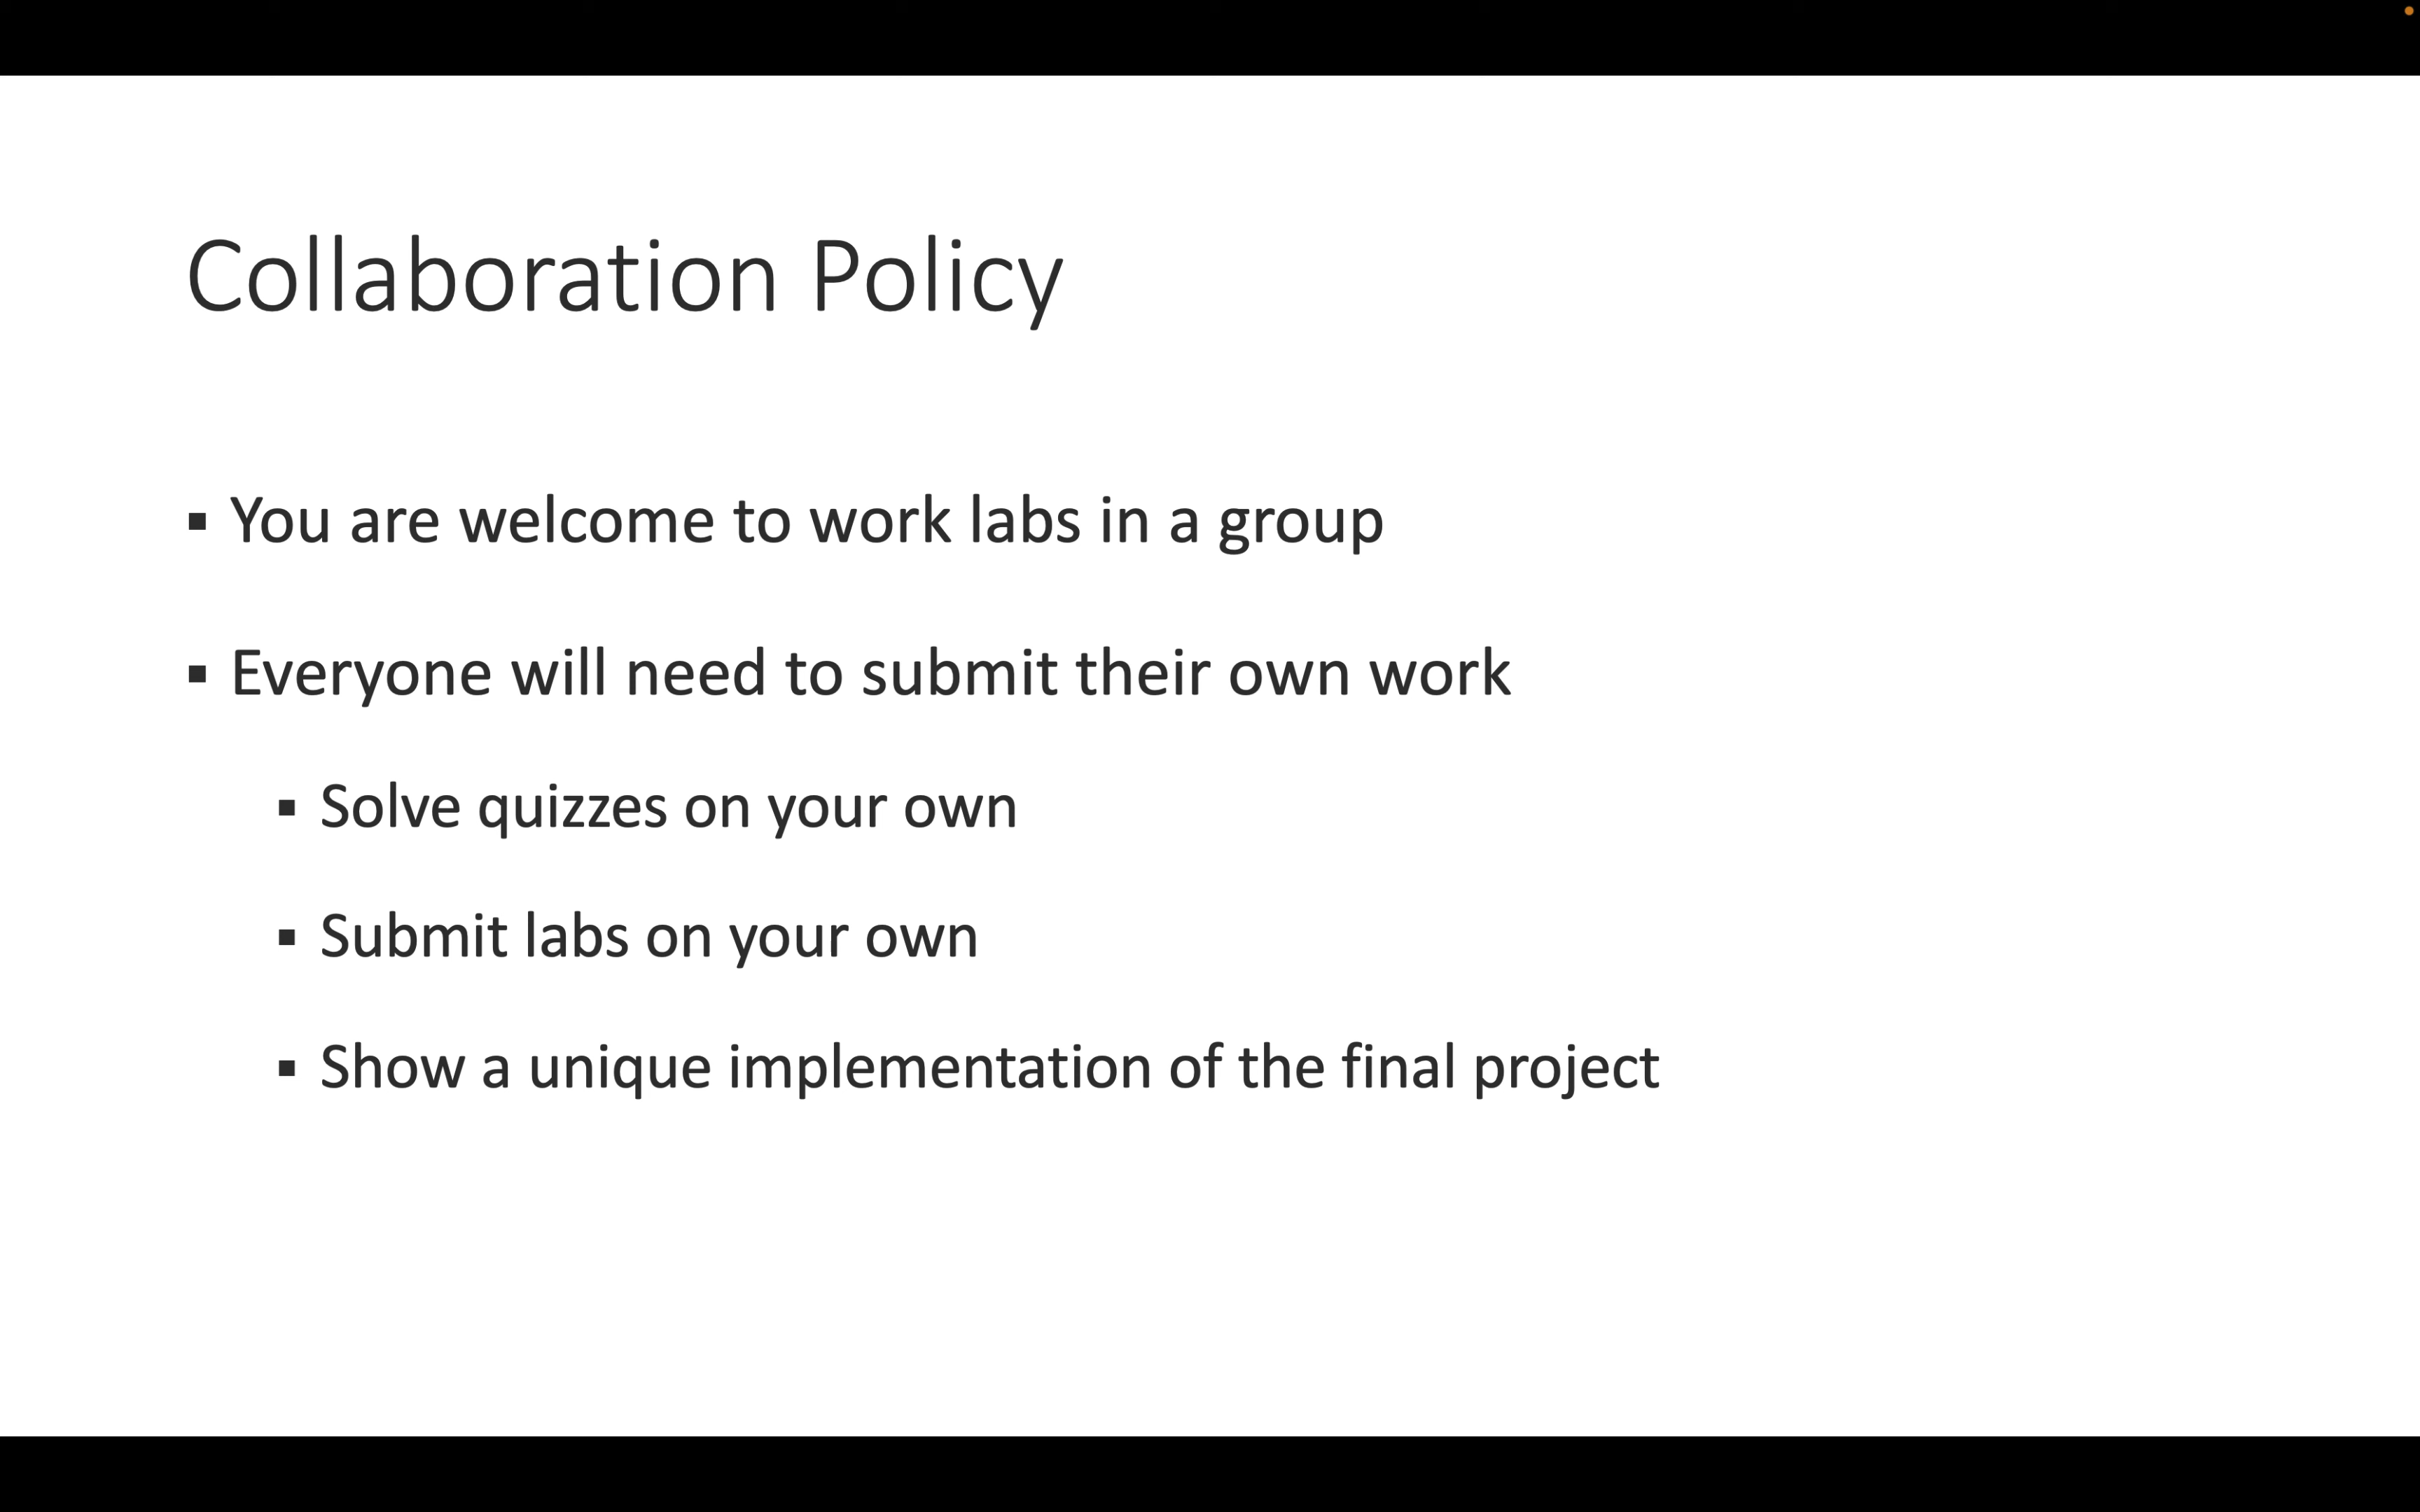 Collaboration Policy
▪ You are welcome to work labs in a group
▪ Everyone will need to submit their own work
▪ Solve quizzes on your own
▪ Submit labs on your own
▪ Show a unique implementation of the final project